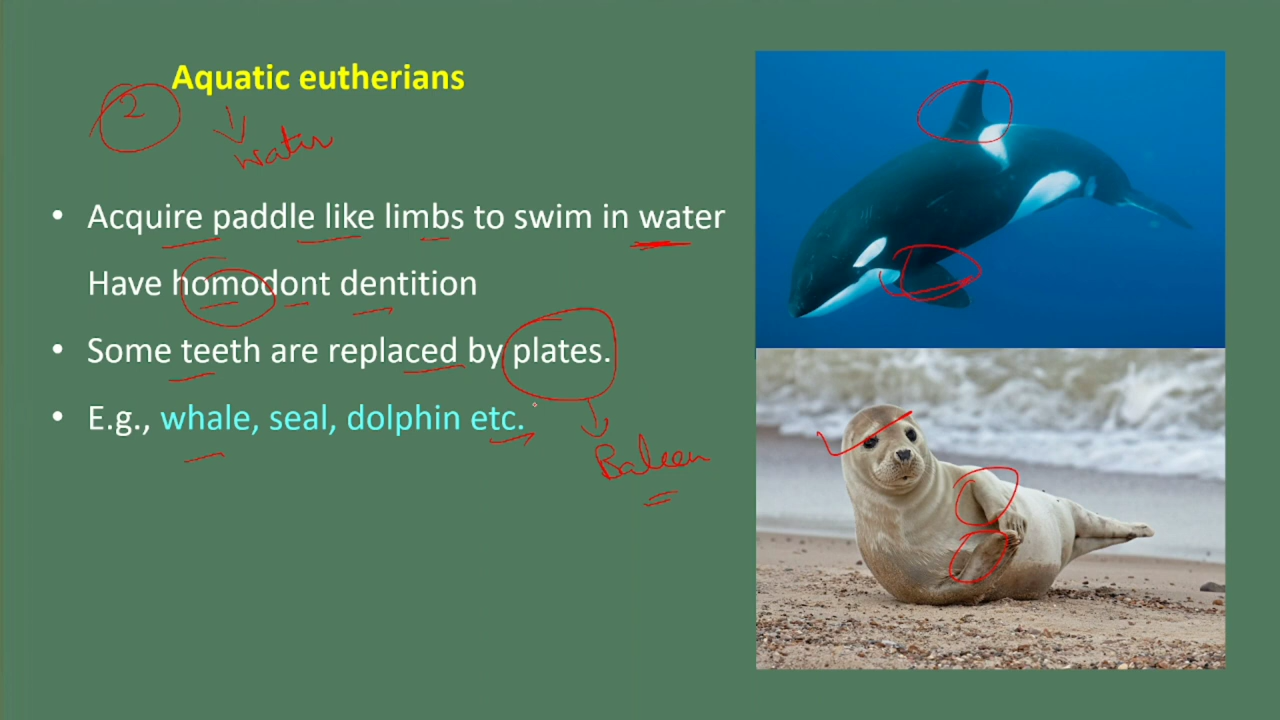 Aquatic eutherians
2
water
• Acquire paddle like limbs to swim in water
Have homodont dentition
• Some teeth are replaced by plates.
• E.g., whale, seal, dolphin etc.
Baleen